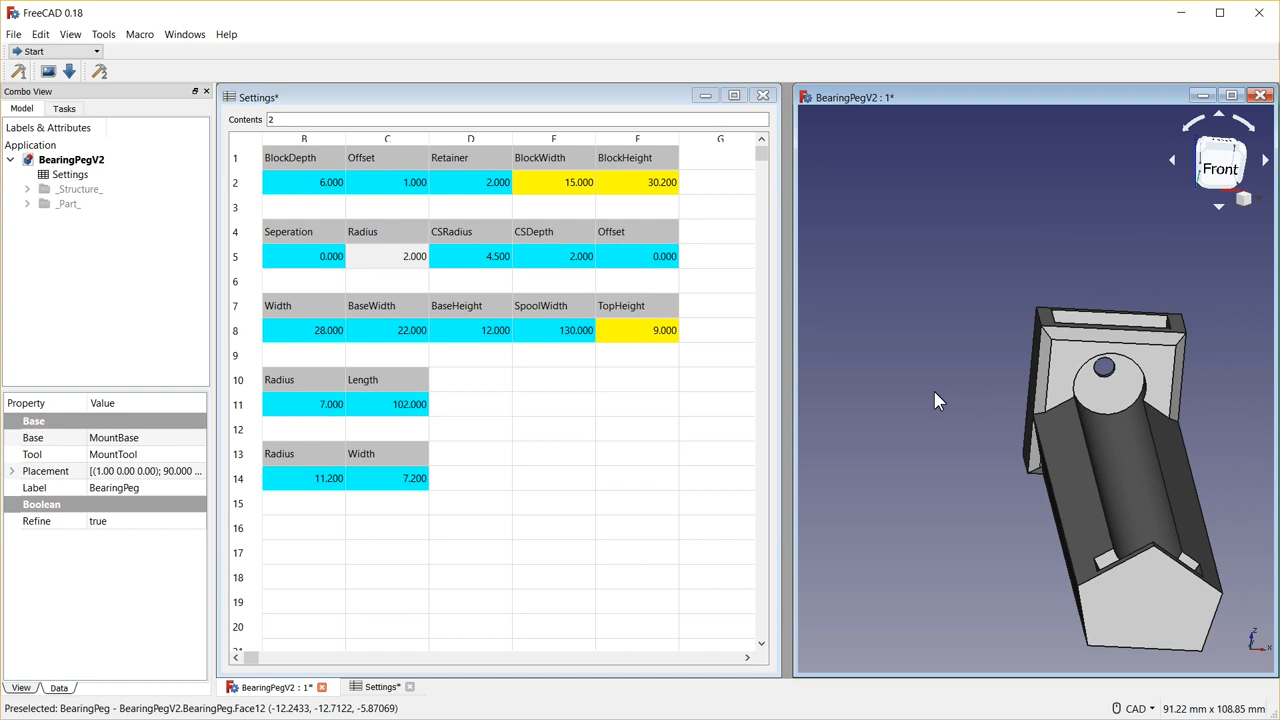 FreeCAD 0.18
File Edit View Tools Macro Windows Help
Start
Combo View
Model Tasks
Labels & Attributes
Application
BearingPegV2
Settings
_Structure_
_Part_
Property Value
Base
Base MountBase
Tool MountTool
Placement [(1.00 0.00 0.00); 90.000 ...
Label BearingPeg
Boolean
Refine true
View Data
Settings*
Contents 2
B C D E F G
1 BlockDepth Offset Retainer BlockWidth BlockHeight
2 6.000 1.000 2.000 15.000 30.200
3
4 Seperation Radius CSRadius CSDepth Offset
5 0.000 2.000 4.500 2.000 0.000
6
7 Width BaseWidth BaseHeight SpoolWidth TopHeight
8 28.000 22.000 12.000 130.000 9.000
9
10 Radius Length
11 7.000 102.000
12
13 Radius Width
14 11.200 7.200
15
16
17
18
19
20
BearingPegV2 : 1*
Front
z
x
BearingPegV2 : 1* Settings*
Preselected: BearingPeg - BearingPegV2.BearingPeg.Face12 (-12.2433, -12.7122, -5.87069)
CAD 91.22 mm x 108.85 mm